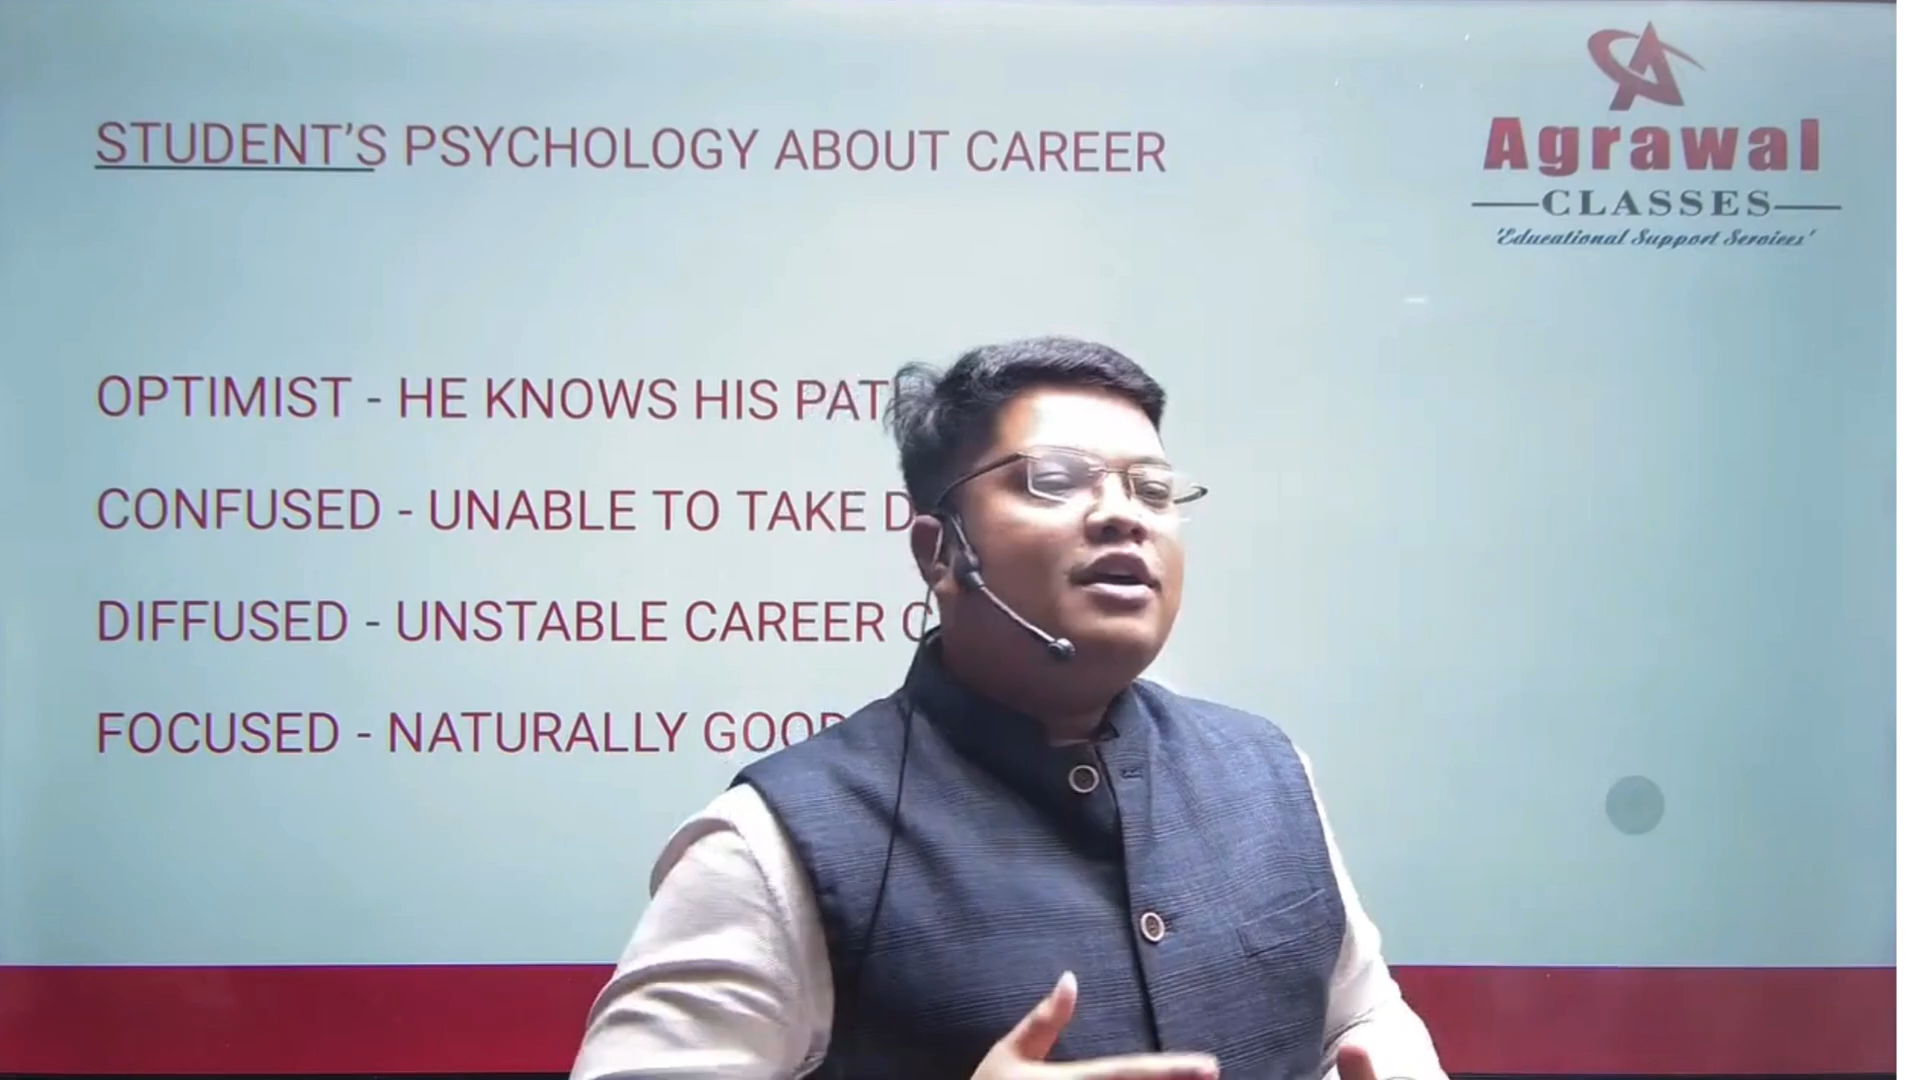 STUDENT'S PSYCHOLOGY ABOUT CAREER
Agrawal
CLASSES
'Educational Support Services'
OPTIMIST - HE KNOWS HIS
CONFUSED - UNABLE TO TAKE
DIFFUSED - UNSTABLE CAREER
FOCUSED - NATURALLY